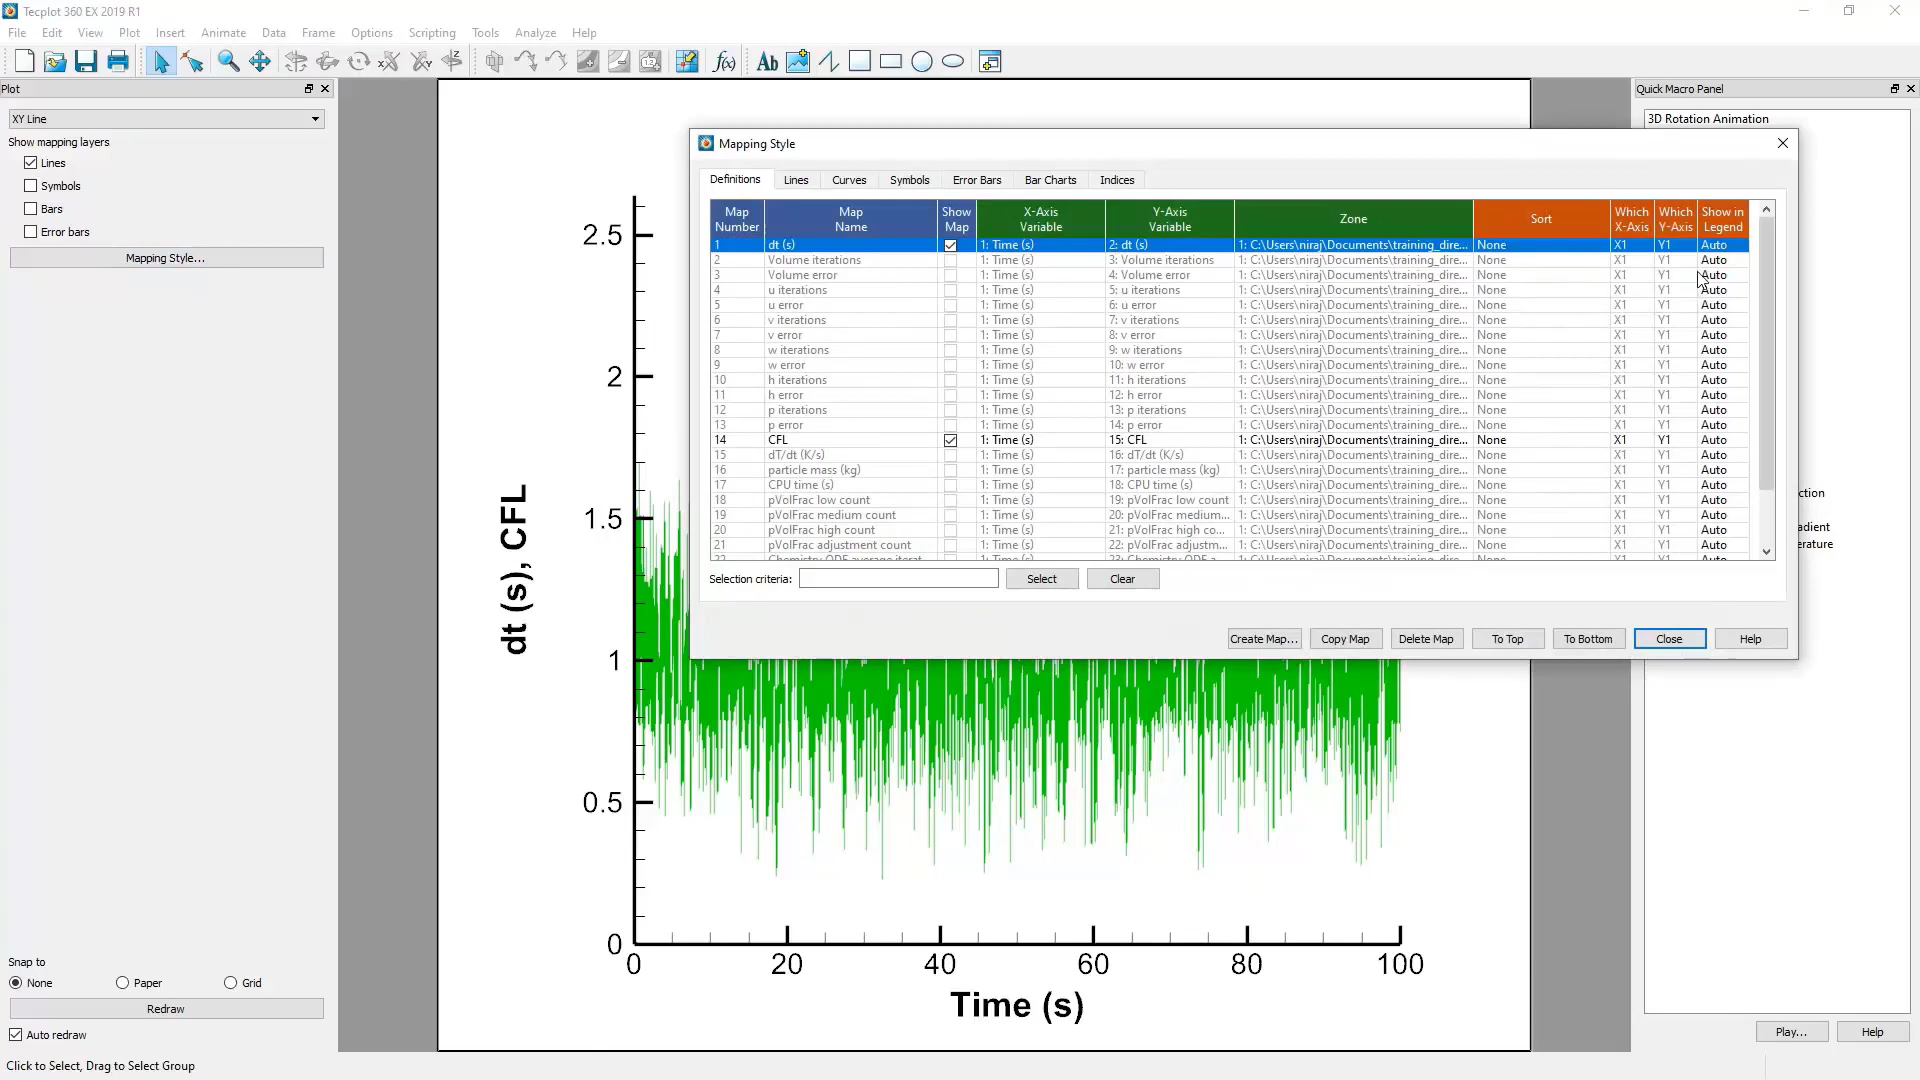 Tecplot 360 EX 2019 R1
File Edit View Plot Insert Animate Data Frame Options Scripting Tools Analyze Help
Plot
XY Line
Show mapping layers
Lines
Symbols
Bars
Error bars
Mapping Style...
Snap to
None Paper Grid
Redraw
Auto redraw
Click to Select, Drag to Select Group
2.5
2
1.5
1
0.5
0
dt (s), CFL
0 20 40 60 80 100
Time (s)
Mapping Style
Definitions Lines Curves Symbols Error Bars Bar Charts Indices
Map Number Map Name Show Map X-Axis Variable Y-Axis Variable Zone Sort Which X-Axis Which Y-Axis Show in Legend
1 dt (s) 1: Time (s) 2: dt (s) 1: C:\Users\niraj\Documents\training_dire... None X1 Y1 Auto
2 Volume iterations 1: Time (s) 3: Volume iterations 1: C:\Users\niraj\Documents\training_dire... None X1 Y1 Auto
3 Volume error 1: Time (s) 4: Volume error 1: C:\Users\niraj\Documents\training_dire... None X1 Y1 Auto
4 u iterations 1: Time (s) 5: u iterations 1: C:\Users\niraj\Documents\training_dire... None X1 Y1 Auto
5 u error 1: Time (s) 6: u error 1: C:\Users\niraj\Documents\training_dire... None X1 Y1 Auto
6 v iterations 1: Time (s) 7: v iterations 1: C:\Users\niraj\Documents\training_dire... None X1 Y1 Auto
7 v error 1: Time (s) 8: v error 1: C:\Users\niraj\Documents\training_dire... None X1 Y1 Auto
8 w iterations 1: Time (s) 9: w iterations 1: C:\Users\niraj\Documents\training_dire... None X1 Y1 Auto
9 w error 1: Time (s) 10: w error 1: C:\Users\niraj\Documents\training_dire... None X1 Y1 Auto
10 h iterations 1: Time (s) 11: h iterations 1: C:\Users\niraj\Documents\training_dire... None X1 Y1 Auto
11 h error 1: Time (s) 12: h error 1: C:\Users\niraj\Documents\training_dire... None X1 Y1 Auto
12 p iterations 1: Time (s) 13: p iterations 1: C:\Users\niraj\Documents\training_dire... None X1 Y1 Auto
13 p error 1: Time (s) 14: p error 1: C:\Users\niraj\Documents\training_dire... None X1 Y1 Auto
14 CFL 1: Time (s) 15: CFL 1: C:\Users\niraj\Documents\training_dire... None X1 Y1 Auto
15 dT/dt (K/s) 1: Time (s) 16: dT/dt (K/s) 1: C:\Users\niraj\Documents\training_dire... None X1 Y1 Auto
16 particle mass (kg) 1: Time (s) 17: particle mass (kg) 1: C:\Users\niraj\Documents\training_dire... None X1 Y1 Auto
17 CPU time (s) 1: Time (s) 18: CPU time (s) 1: C:\Users\niraj\Documents\training_dire... None X1 Y1 Auto
18 pVolFrac low count 1: Time (s) 19: pVolFrac low count 1: C:\Users\niraj\Documents\training_dire... None X1 Y1 Auto
19 pVolFrac medium count 1: Time (s) 20: pVolFrac medium... 1: C:\Users\niraj\Documents\training_dire... None X1 Y1 Auto
20 pVolFrac high count 1: Time (s) 21: pVolFrac high co... 1: C:\Users\niraj\Documents\training_dire... None X1 Y1 Auto
21 pVolFrac adjustment count 1: Time (s) 22: pVolFrac adjustm... 1: C:\Users\niraj\Documents\training_dire... None X1 Y1 Auto
Selection criteria: Select Clear
Create Map... Copy Map Delete Map To Top To Bottom Close Help
Quick Macro Panel
3D Rotation Animation
ction
adient
erature
Play... Help